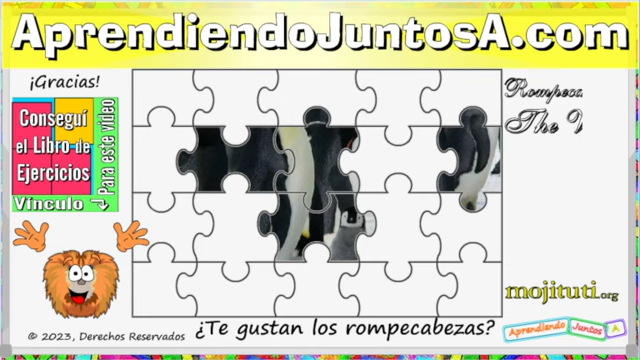 AprendiendoJuntosA.com
¡Gracias!
Conseguí
el Libro de
Ejercicios
Vínculo
Para este video
The
mojituti.org
Aprendiendo Juntos A
© 2023, Derechos Reservados
¿Te gustan los rompecabezas?